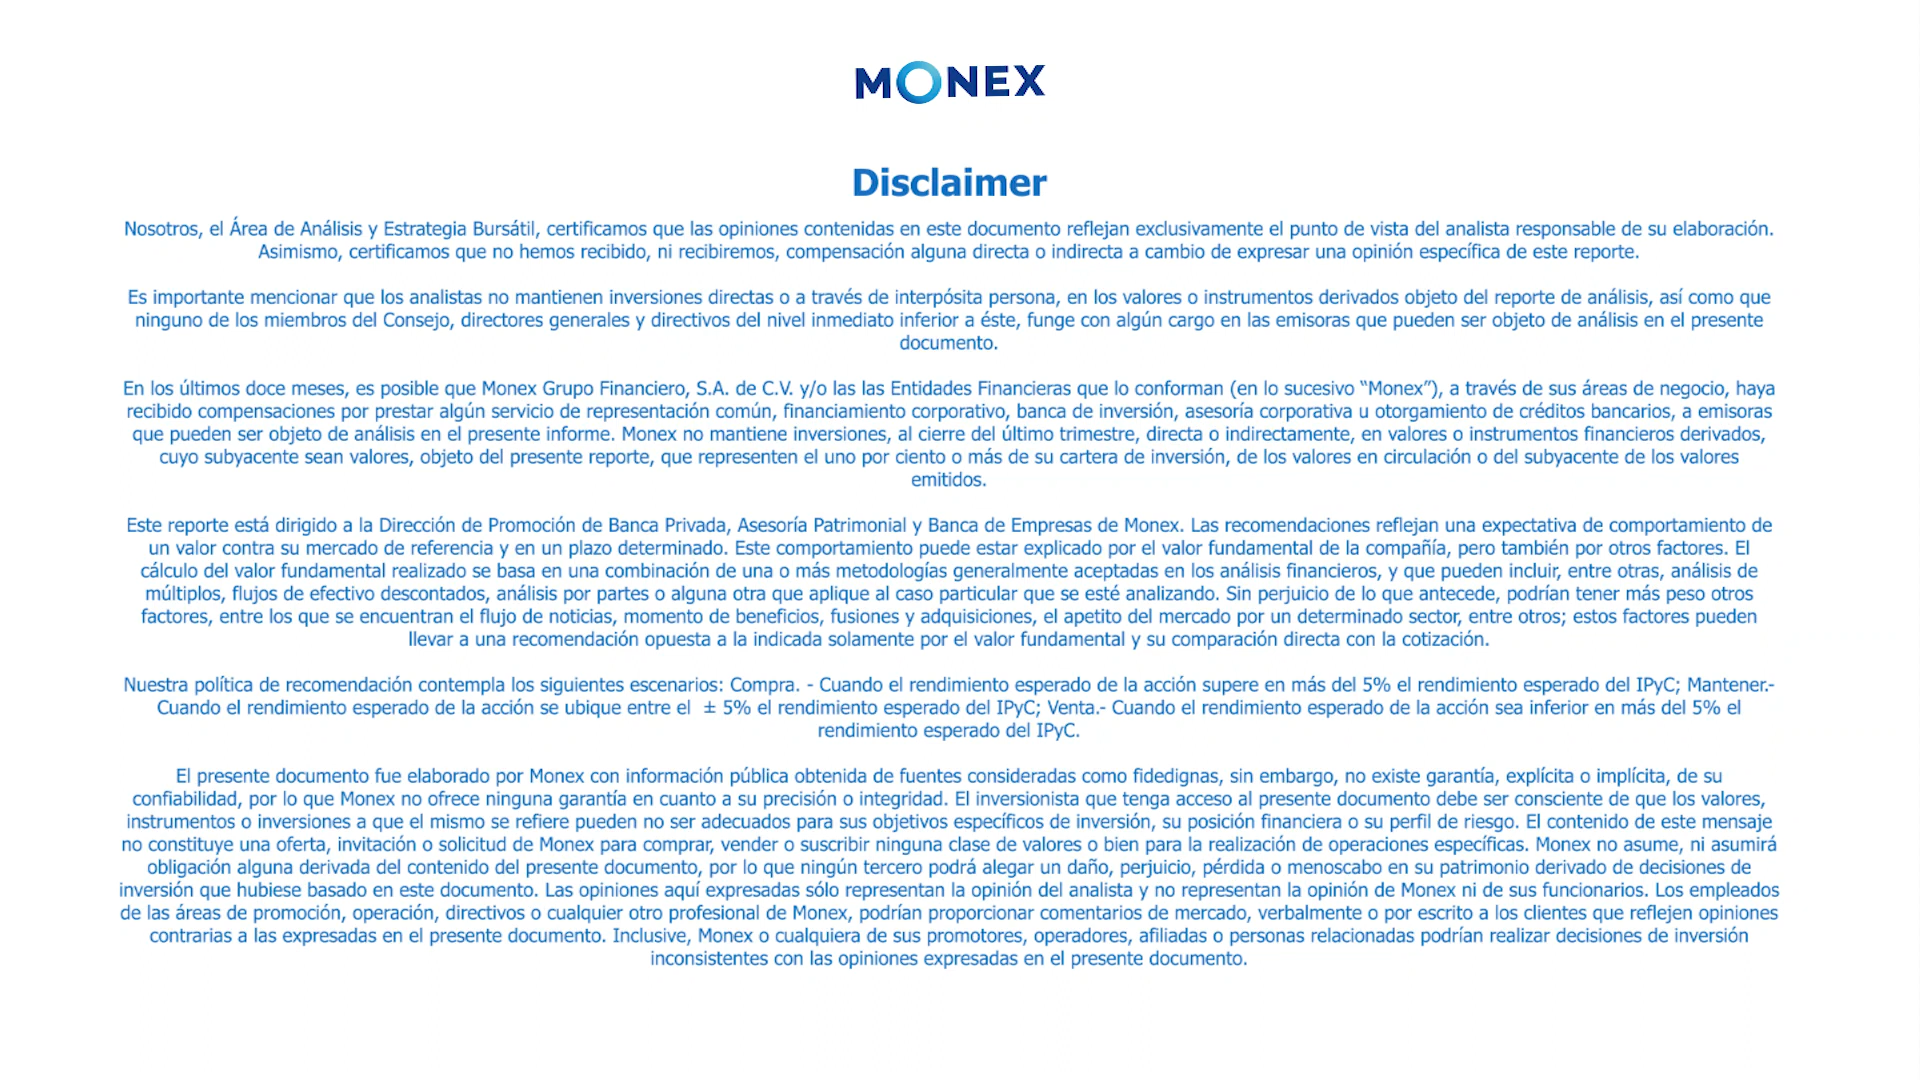 MONEX
Disclaimer
Nosotros, el Área de Análisis y Estrategia Bursátil, certificamos que las opiniones contenidas en este documento reflejan exclusivamente el punto de vista del analista responsable de su elaboración.
Asimismo, certificamos que no hemos recibido, ni recibiremos, compensación alguna directa o indirecta a cambio de expresar una opinión específica de este reporte.
Es importante mencionar que los analistas no mantienen inversiones directas o a través de interpósita persona, en los valores o instrumentos derivados objeto del reporte de análisis, así como que
ninguno de los miembros del Consejo, directores generales y directivos del nivel inmediato inferior a éste, funge con algún cargo en las emisoras que pueden ser objeto de análisis en el presente
documento.
En los últimos doce meses, es posible que Monex Grupo Financiero, S.A. de C.V. y/o las las Entidades Financieras que lo conforman (en lo sucesivo “Monex”), a través de sus áreas de negocio, haya
recibido compensaciones por prestar algún servicio de representación común, financiamiento corporativo, banca de inversión, asesoría corporativa u otorgamiento de créditos bancarios, a emisoras
que pueden ser objeto de análisis en el presente informe. Monex no mantiene inversiones, al cierre del último trimestre, directa o indirectamente, en valores o instrumentos financieros derivados,
cuyo subyacente sean valores, objeto del presente reporte, que representen el uno por ciento o más de su cartera de inversión, de los valores en circulación o del subyacente de los valores
emitidos.
Este reporte está dirigido a la Dirección de Promoción de Banca Privada, Asesoría Patrimonial y Banca de Empresas de Monex. Las recomendaciones reflejan una expectativa de comportamiento de
un valor contra su mercado de referencia y en un plazo determinado. Este comportamiento puede estar explicado por el valor fundamental de la compañía, pero también por otros factores. El
cálculo del valor fundamental realizado se basa en una combinación de una o más metodologías generalmente aceptadas en los análisis financieros, y que pueden incluir, entre otras, análisis de
múltiplos, flujos de efectivo descontados, análisis por partes o alguna otra que aplique al caso particular que se esté analizando. Sin perjuicio de lo que antecede, podrían tener más peso otros
factores, entre los que se encuentran el flujo de noticias, momento de beneficios, fusiones y adquisiciones, el apetito del mercado por un determinado sector, entre otros; estos factores pueden
llevar a una recomendación opuesta a la indicada solamente por el valor fundamental y su comparación directa con la cotización.
Nuestra política de recomendación contempla los siguientes escenarios: Compra. - Cuando el rendimiento esperado de la acción supere en más del 5% el rendimiento esperado del IPyC; Mantener.-
Cuando el rendimiento esperado de la acción se ubique entre el ± 5% el rendimiento esperado del IPyC; Venta.- Cuando el rendimiento esperado de la acción sea inferior en más del 5% el
rendimiento esperado del IPyC.
El presente documento fue elaborado por Monex con información pública obtenida de fuentes consideradas como fidedignas, sin embargo, no existe garantía, explícita o implícita, de su
confiabilidad, por lo que Monex no ofrece ninguna garantía en cuanto a su precisión o integridad. El inversionista que tenga acceso al presente documento debe ser consciente de que los valores,
instrumentos o inversiones a que el mismo se refiere pueden no ser adecuados para sus objetivos específicos de inversión, su posición financiera o su perfil de riesgo. El contenido de este mensaje
no constituye una oferta, invitación o solicitud de Monex para comprar, vender o suscribir ninguna clase de valores o bien para la realización de operaciones específicas. Monex no asume, ni asumirá
obligación alguna derivada del contenido del presente documento, por lo que ningún tercero podrá alegar un daño, perjuicio, pérdida o menoscabo en su patrimonio derivado de decisiones de
inversión que hubiese basado en este documento. Las opiniones aquí expresadas sólo representan la opinión del analista y no representan la opinión de Monex ni de sus funcionarios. Los empleados
de las áreas de promoción, operación, directivos o cualquier otro profesional de Monex, podrían proporcionar comentarios de mercado, verbalmente o por escrito a los clientes que reflejen opiniones
contrarias a las expresadas en el presente documento. Inclusive, Monex o cualquiera de sus promotores, operadores, afiliadas o personas relacionadas podrían realizar decisiones de inversión
inconsistentes con las opiniones expresadas en el presente documento.